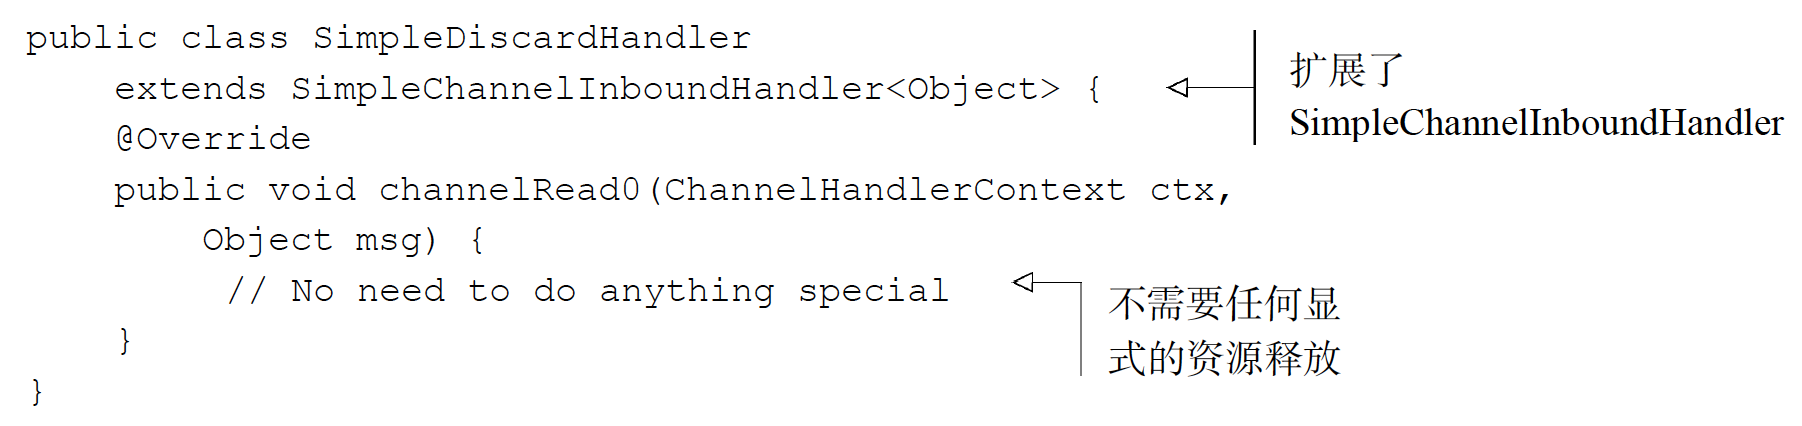 public class SimpleDiscardHandler
extends SimpleChannelInboundHandler<Object> {
@Override
public void channelRead0(ChannelHandlerContext ctx,
Object msg) {
// No need to do anything special
}
}
扩展了
SimpleChannelInboundHandler
不需要任何显
式的资源释放